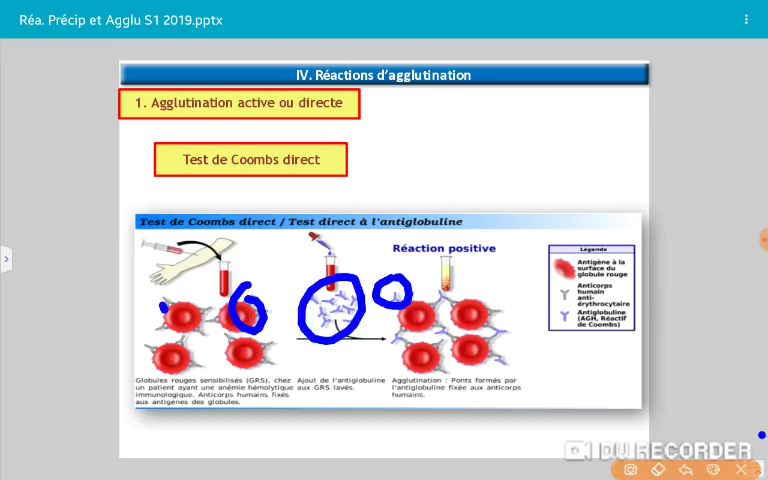 Réa. Précip et Agglu S1 2019.pptx
IV. Réactions d'agglutination
1. Agglutination active ou directe
Test de Coombs direct
Test de Coombs direct / Test direct à l'antiglobuline
Réaction positive
Légende
Antigène à la
surface du
globule rouge
Anticorps
humain
anti-
érythrocytaire
Antiglobuline
(AGH, Réactif
de Coombs)
Globules rouges sensibilisés (GRS), chez
un patient ayant une anémie hémolytique
immunologique. Anticorps humains fixés
aux antigènes des globules.
Ajout de l'antiglobuline
aux GRS lavés.
Agglutination : Ponts formés par
l'antiglobuline fixée aux anticorps
humains.
DU RECORDER